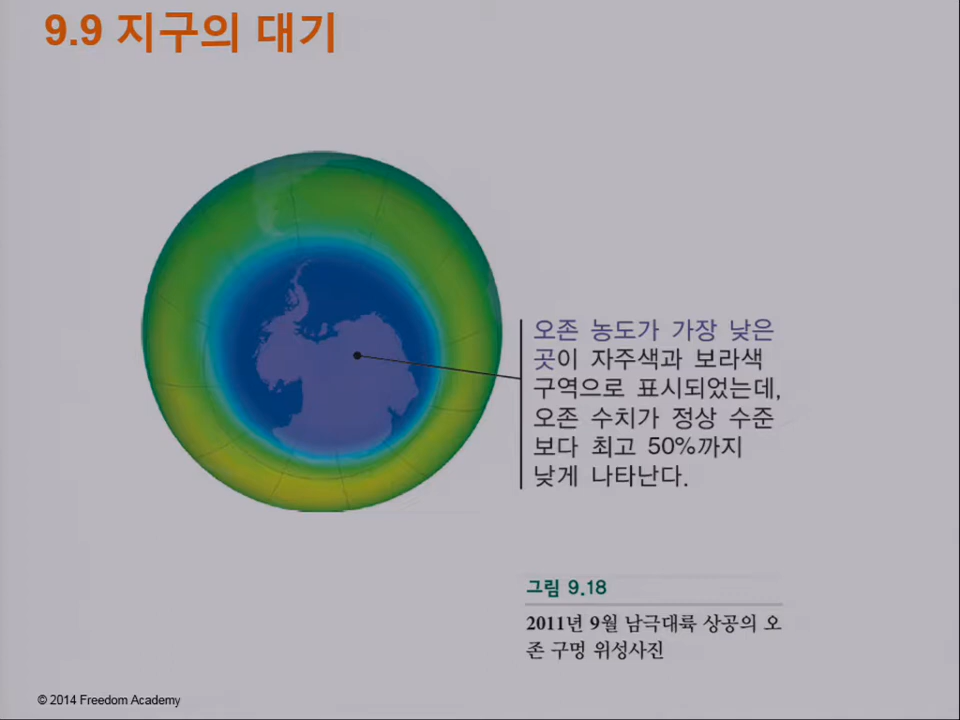 9.9 지구의 대기
오존 농도가 가장 낮은
곳이 자주색과 보라색
구역으로 표시되었는데,
오존 수치가 정상 수준
보다 최고 50%까지
낮게 나타난다.
그림 9.18
2011년 9월 남극대륙 상공의 오
존 구멍 위성사진
© 2014 Freedom Academy